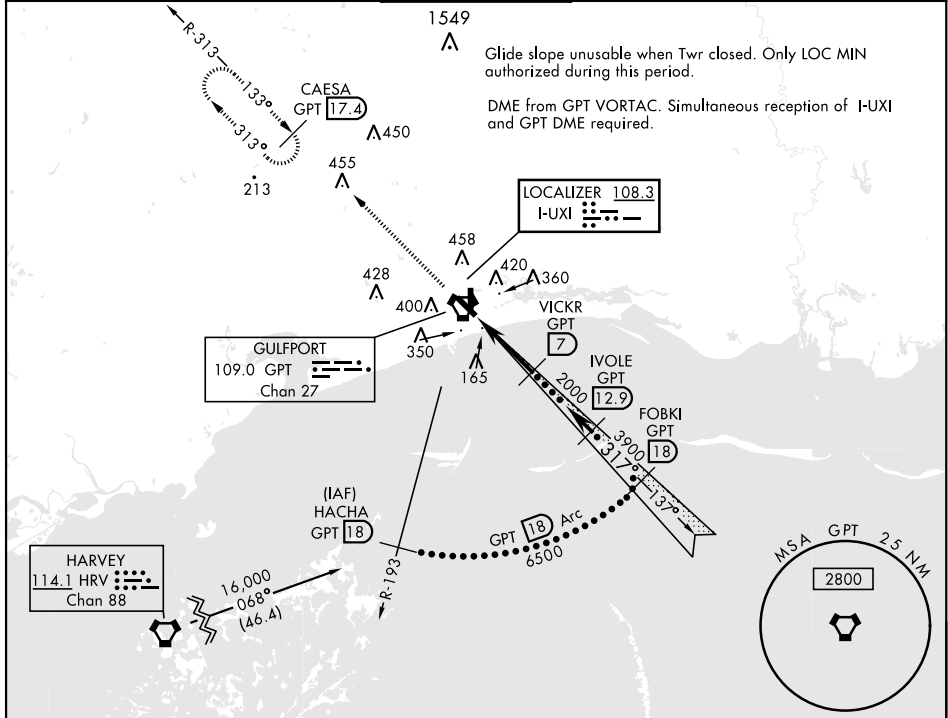 1549
Glide slope unusable when Twr closed. Only LOC MIN
authorized during this period.
DME from GPT VORTAC. Simultaneous reception of I-UXI
and GPT DME required.
R-313
133°
313°
CAESA
GPT 17.4
450
455
213
LOCALIZER 108.3
I-UXI
458
420
360
428
400
350
165
VICKR
GPT
7
GULFPORT
109.0 GPT
Chan 27
IVOLE
GPT
12.9
2000
FOBKI
GPT
18
3900
317°
137°
(IAF)
HACHA
GPT 18
GPT 18 Arc
6500
R-193
HARVEY
114.1 HRV
Chan 88
16,000
068°
(46.4)
MSA GPT 25 NM
2800